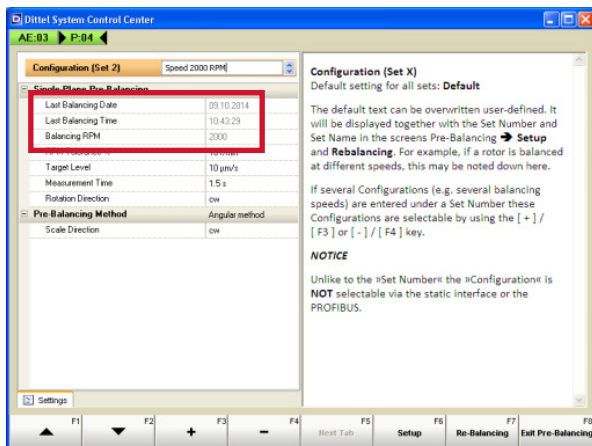 Dittel System Control Center
AE:03 P:04
Configuration (Set 2) Speed 2000 RPM
Single Plane Pre-Balancing
Last Balancing Date 09.10.2014
Last Balancing Time 10:43:29
Balancing RPM 2000
Target Level 10 µm/s
Measurement Time 1.5 s
Rotation Direction cw
Pre-Balancing Method Angular method
Scale Direction cw
Settings
Configuration (Set X)
Default setting for all sets: Default
The default text can be overwritten user-defined. It
will be displayed together with the Set Number and
Set Name in the screens Pre-Balancing ➔ Setup
and Rebalancing. For example, if a rotor is balanced
at different speeds, this may be noted down here.
If several Configurations (e.g. several balancing
speeds) are entered under a Set Number these
Configurations are selectable by using the [ + ] /
[ F3 ] or [ - ] / [ F4 ] key.
NOTICE
Unlike to the »Set Number« the »Configuration« is
NOT selectable via the static interface or the
PROFIBUS.
F1 F2 F3 F4 F5 F6 F7 F8
+ - Next Tab Setup Re-Balancing Exit Pre-Balancing